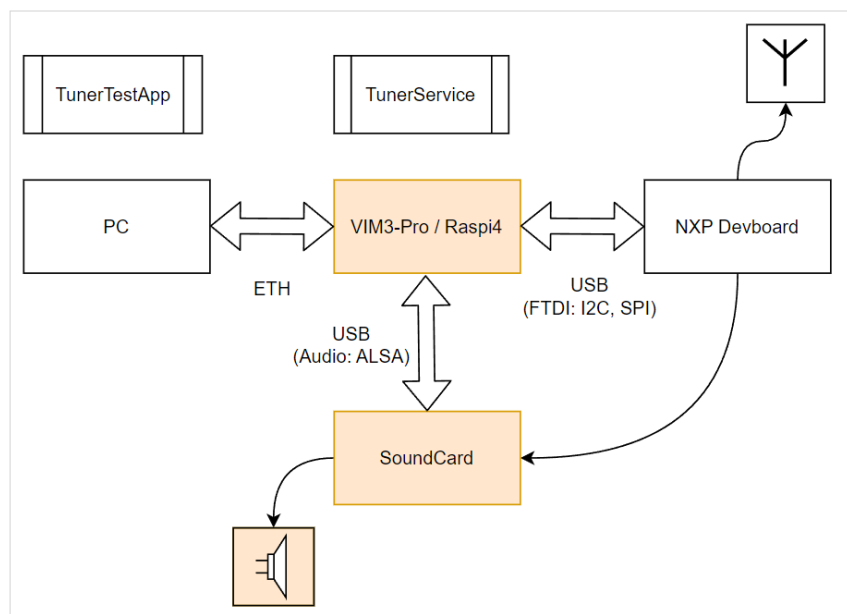 TunerTestApp
TunerService
PC
VIM3-Pro / Raspi4
NXP Devboard
ETH
USB
(FTDI: I2C, SPI)
USB
(Audio: ALSA)
SoundCard